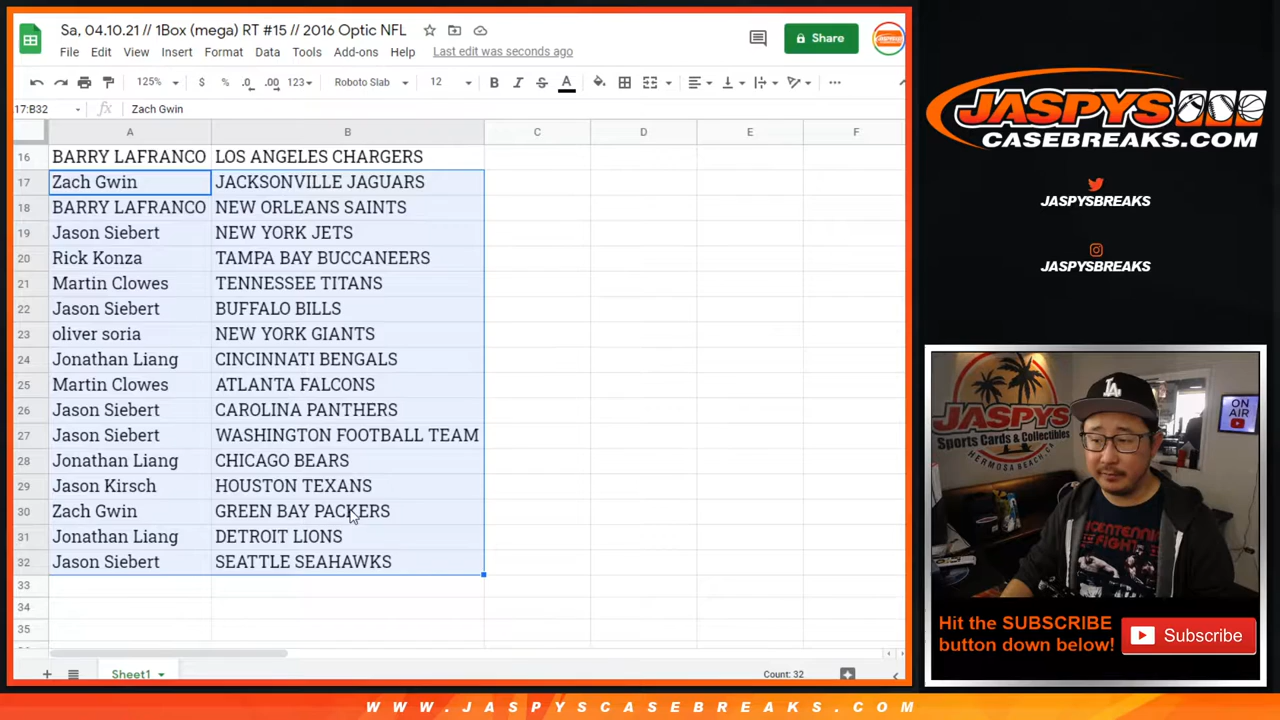 Sa, 04.10.21 // 1Box (mega) RT #15 // 2016 Optic NFL
File Edit View Insert Format Data Tools Add-ons Help Last edit was seconds ago
Share
125% $ % .0 .00 123 Roboto Slab 12 B I S A
17:B32 fx Zach Gwin
A B C D E F
16 BARRY LAFRANCO LOS ANGELES CHARGERS
17 Zach Gwin JACKSONVILLE JAGUARS
18 BARRY LAFRANCO NEW ORLEANS SAINTS
19 Jason Siebert NEW YORK JETS
20 Rick Konza TAMPA BAY BUCCANEERS
21 Martin Clowes TENNESSEE TITANS
22 Jason Siebert BUFFALO BILLS
23 oliver soria NEW YORK GIANTS
24 Jonathan Liang CINCINNATI BENGALS
25 Martin Clowes ATLANTA FALCONS
26 Jason Siebert CAROLINA PANTHERS
27 Jason Siebert WASHINGTON FOOTBALL TEAM
28 Jonathan Liang CHICAGO BEARS
29 Jason Kirsch HOUSTON TEXANS
30 Zach Gwin GREEN BAY PACKERS
31 Jonathan Liang DETROIT LIONS
32 Jason Siebert SEATTLE SEAHAWKS
33
34
35
Sheet1 Count: 32
JASPYS
CASEBREAKS.COM
JASPYSBREAKS
JASPYSBREAKS
JASPYS
Sports Cards & Collectibles
HERMOSA BEACH, CA
LA
ON
AIR
BICENTENNIAL
FIGHT
Hit the SUBSCRIBE
button down below!
Subscribe
WWW.JASPYSCASEBREAKS.COM